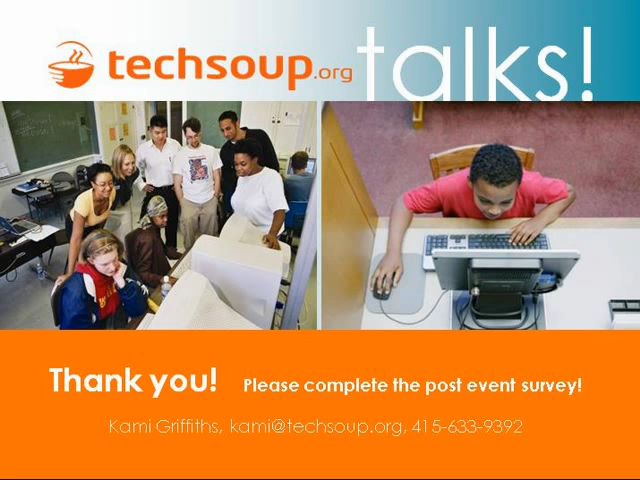 techsoup.org talks!
Thank you! Please complete the post event survey!
Kami Griffiths, kami@techsoup.org, 415-633-9392